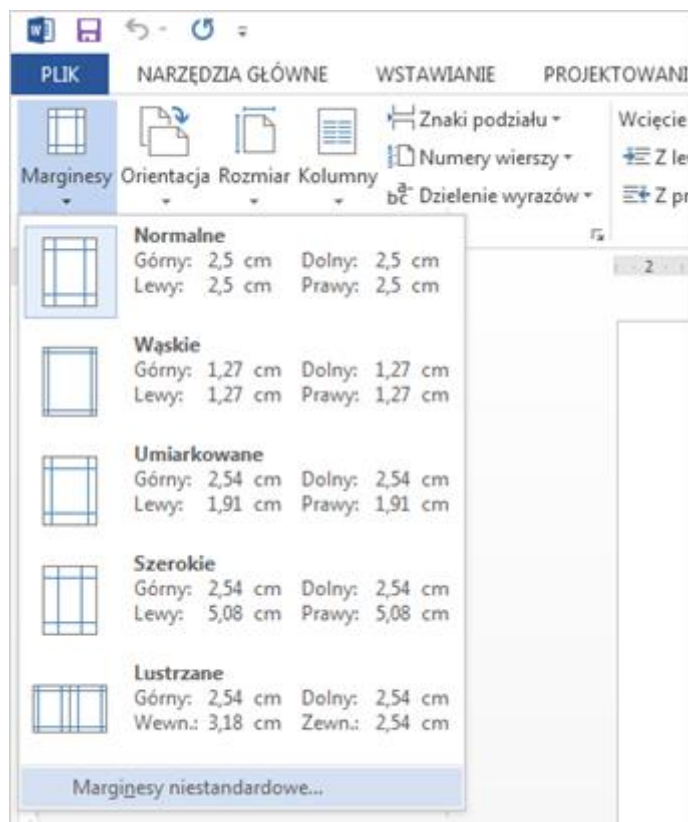 PLIK NARZĘDZIA GŁÓWNE WSTAWIANIE PROJEKTOWANI
Marginesy Orientacja Rozmiar Kolumny
Znaki podziału
Numery wierszy
Dzielenie wyrazów
Wcięcie
Z le
Z pr
2
Normalne
Górny: 2,5 cm Dolny: 2,5 cm
Lewy: 2,5 cm Prawy: 2,5 cm
Wąskie
Górny: 1,27 cm Dolny: 1,27 cm
Lewy: 1,27 cm Prawy: 1,27 cm
Umiarkowane
Górny: 2,54 cm Dolny: 2,54 cm
Lewy: 1,91 cm Prawy: 1,91 cm
Szerokie
Górny: 2,54 cm Dolny: 2,54 cm
Lewy: 5,08 cm Prawy: 5,08 cm
Lustrzane
Górny: 2,54 cm Dolny: 2,54 cm
Wewn.: 3,18 cm Zewn.: 2,54 cm
Marginesy niestandardowe...